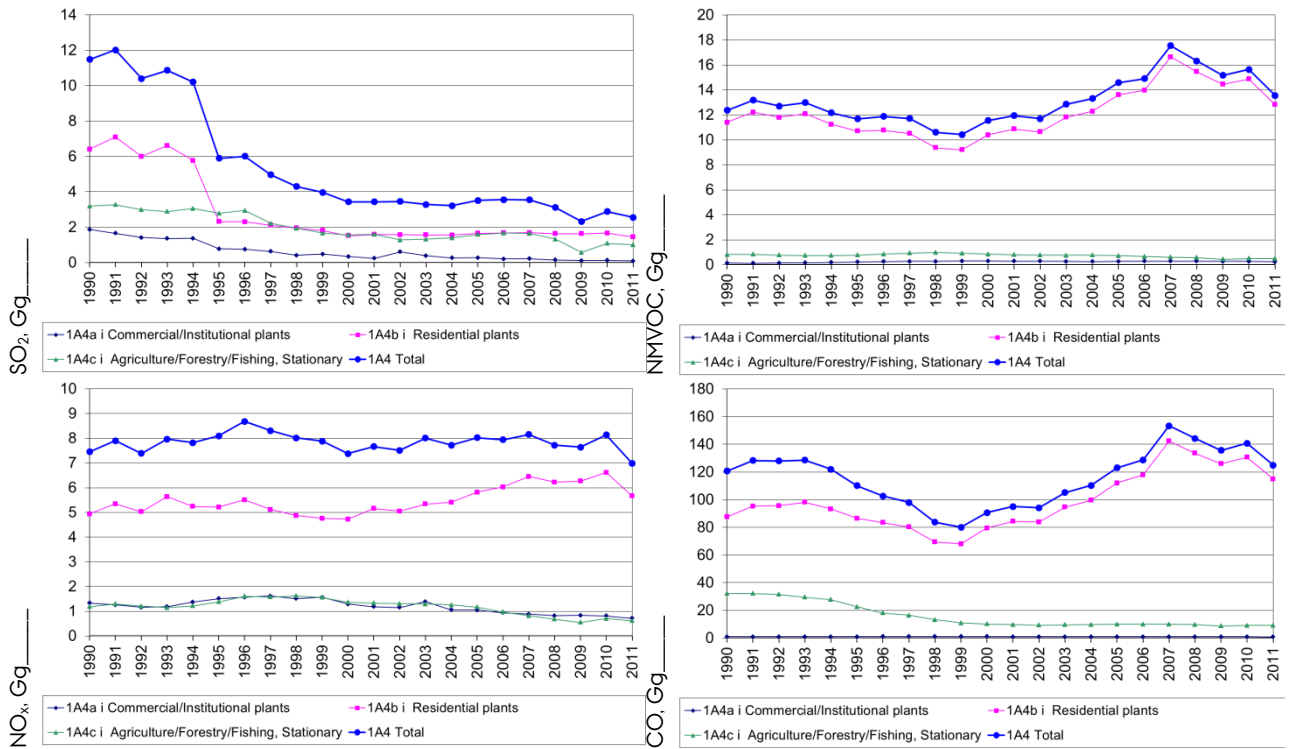 14
12
10
8
6
4
2
0
1990 1991 1992 1993 1994 1995 1996 1997 1998 1999 2000 2001 2002 2003 2004 2005 2006 2007 2008 2009 2010 2011
SO₂, Gg____
1A4a i Commercial/Institutional plants 1A4b i Residential plants
1A4c i Agriculture/Forestry/Fishing, Stationary 1A4 Total
20
18
16
14
12
10
8
6
4
2
0
1990 1991 1992 1993 1994 1995 1996 1997 1998 1999 2000 2001 2002 2003 2004 2005 2006 2007 2008 2009 2010 2011
NMVOC, Gg____
1A4a i Commercial/Institutional plants 1A4b i Residential plants
1A4c i Agriculture/Forestry/Fishing, Stationary 1A4 Total
10
9
8
7
6
5
4
3
2
1
0
1990 1991 1992 1993 1994 1995 1996 1997 1998 1999 2000 2001 2002 2003 2004 2005 2006 2007 2008 2009 2010 2011
NOₓ, Gg____
1A4a i Commercial/Institutional plants 1A4b i Residential plants
1A4c i Agriculture/Forestry/Fishing, Stationary 1A4 Total
180
160
140
120
100
80
60
40
20
0
1990 1991 1992 1993 1994 1995 1996 1997 1998 1999 2000 2001 2002 2003 2004 2005 2006 2007 2008 2009 2010 2011
CO, Gg____
1A4a i Commercial/Institutional plants 1A4b i Residential plants
1A4c i Agriculture/Forestry/Fishing, Stationary 1A4 Total